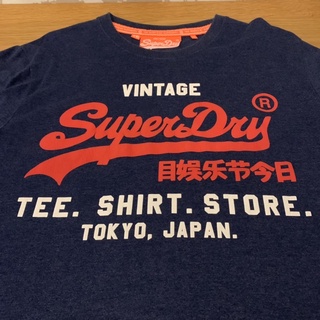 VINTAGE
SuperDry®
目娱乐节今日
TEE. SHIRT. STORE.
TOKYO, JAPAN.